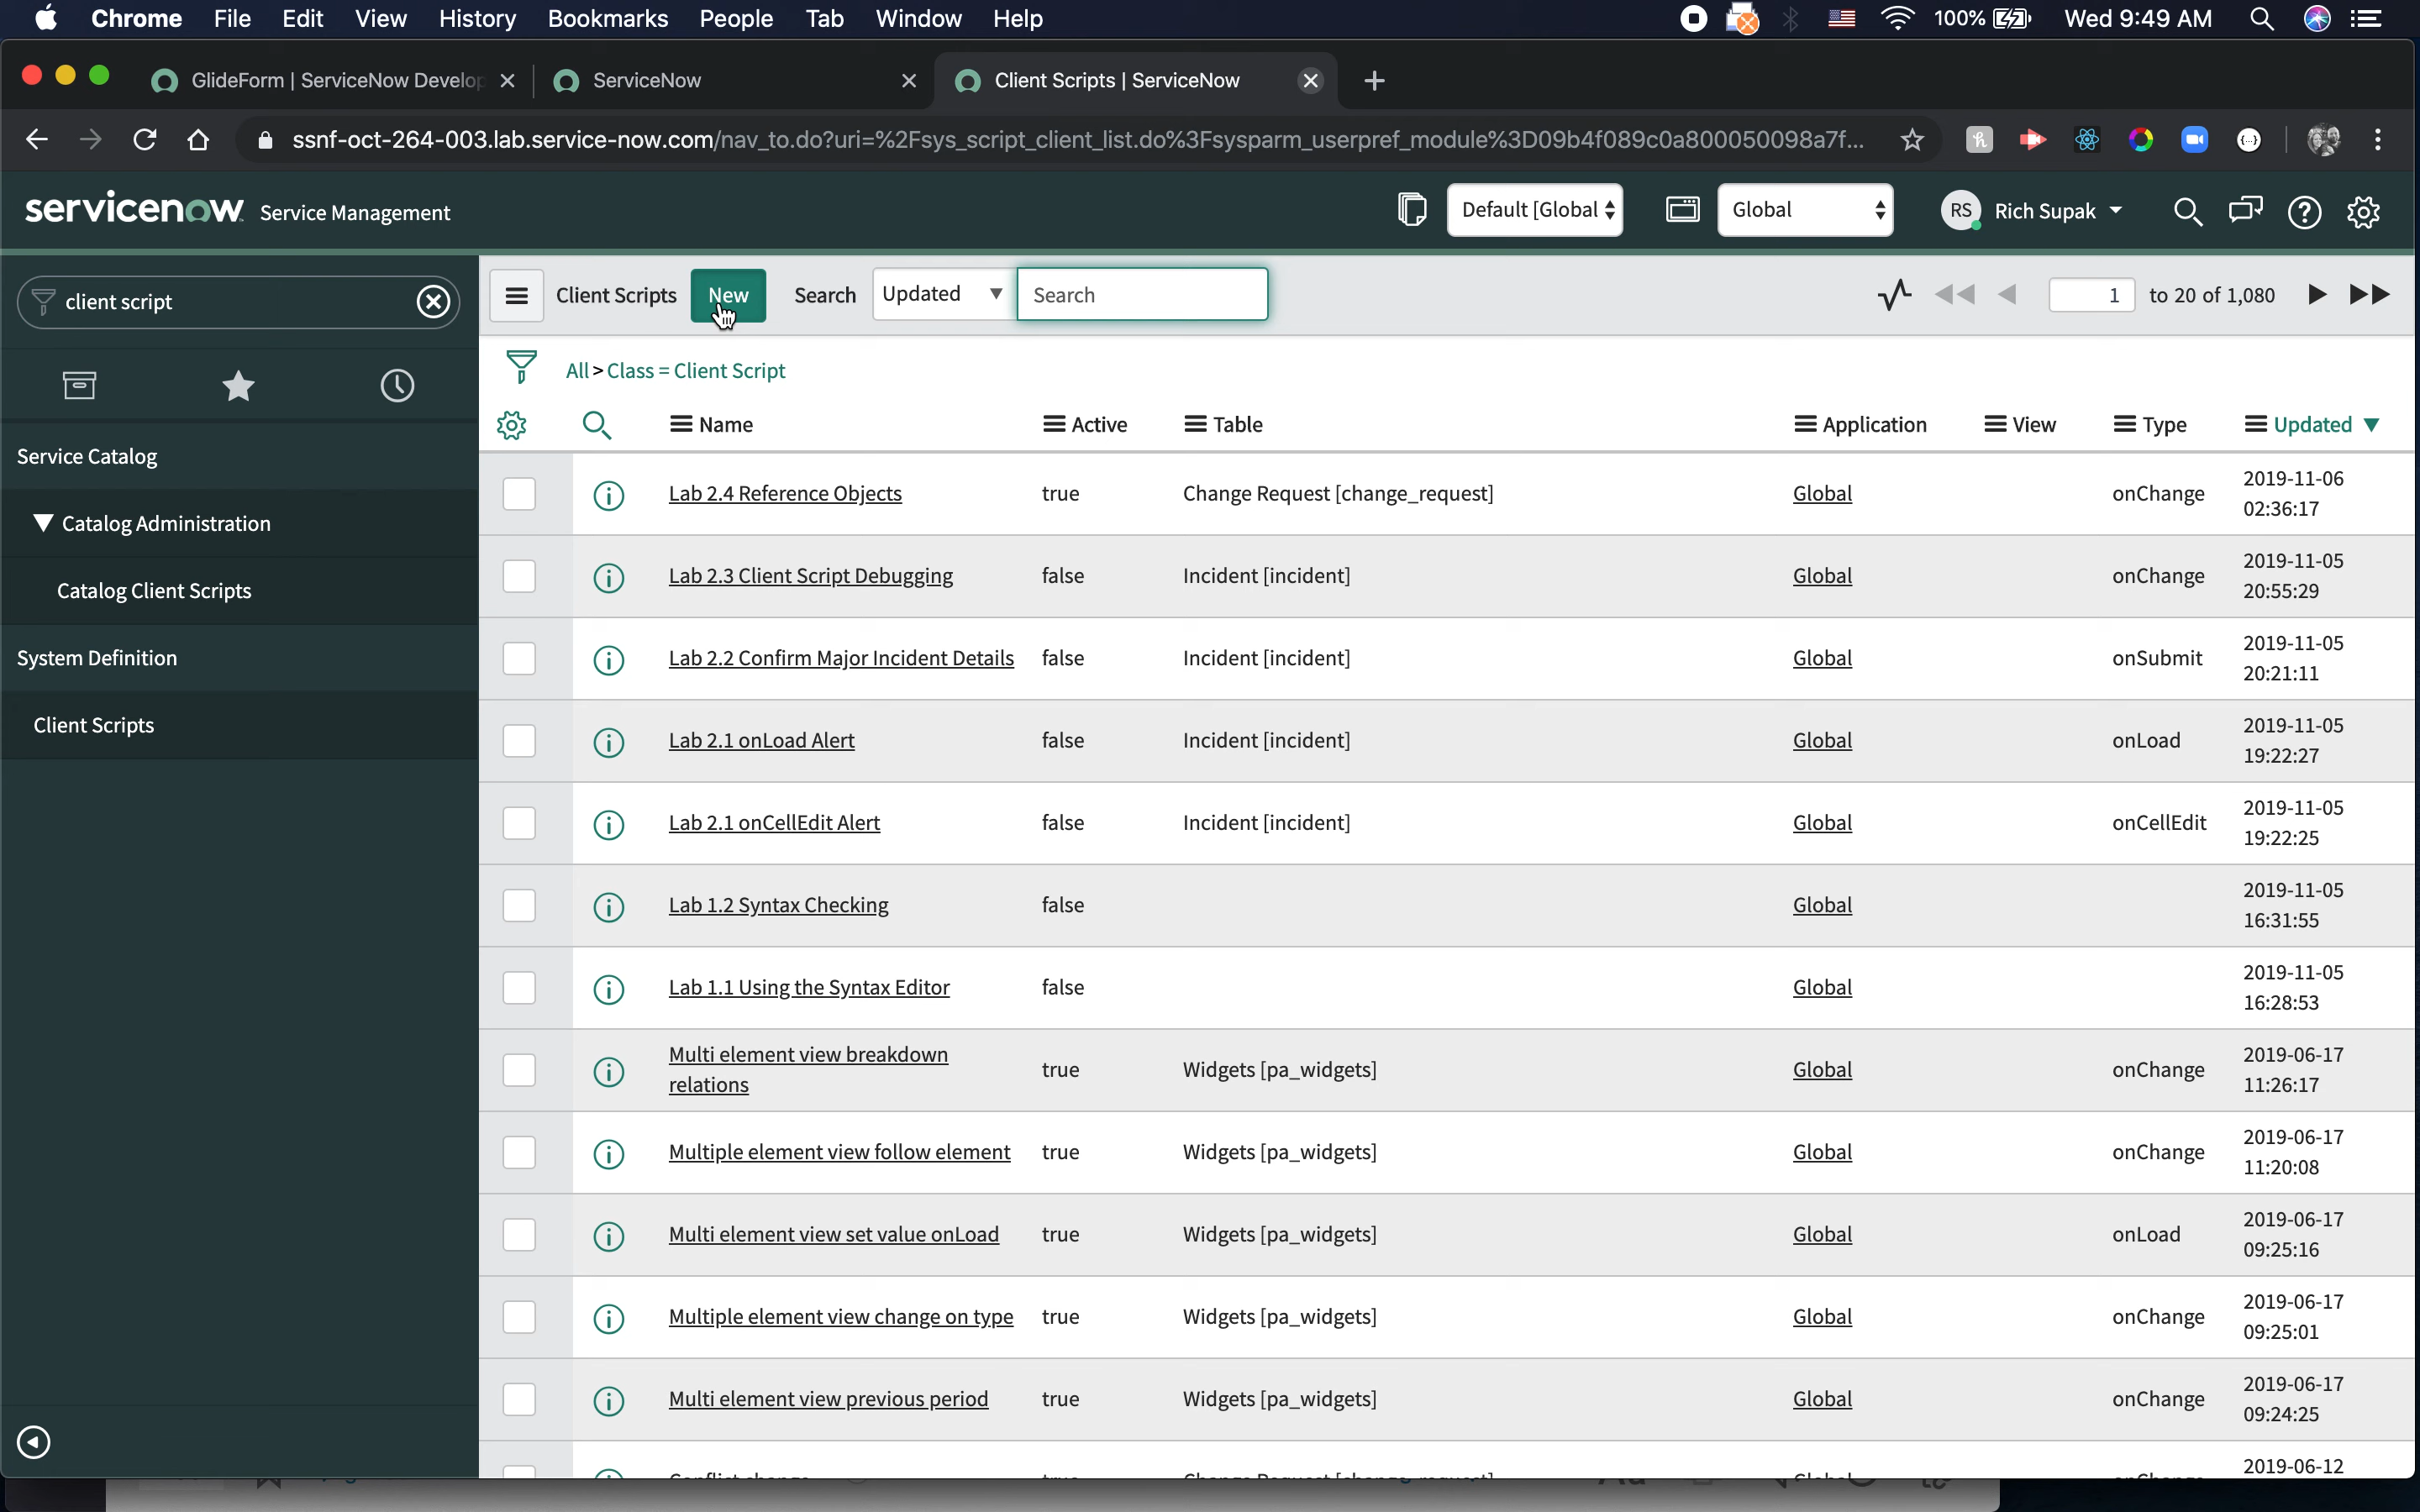 Chrome File Edit View History Bookmarks People Tab Window Help 100% Wed 9:49 AM
GlideForm | ServiceNow Develop ServiceNow Client Scripts | ServiceNow
ssnf-oct-264-003.lab.service-now.com/nav_to.do?uri=%2Fsys_script_client_list.do%3Fsysparm_userpref_module%3D09b4f089c0a800050098a7f...
servicenow Service Management Default [Global Global RS Rich Supak
client script
Service Catalog
Catalog Administration
Catalog Client Scripts
System Definition
Client Scripts
Client Scripts New Search Updated Search 1 to 20 of 1,080
All > Class = Client Script
Name Active Table Application View Type Updated
Lab 2.4 Reference Objects true Change Request [change_request] Global onChange 2019-11-06
02:36:17
Lab 2.3 Client Script Debugging false Incident [incident] Global onChange 2019-11-05
20:55:29
Lab 2.2 Confirm Major Incident Details false Incident [incident] Global onSubmit 2019-11-05
20:21:11
Lab 2.1 onLoad Alert false Incident [incident] Global onLoad 2019-11-05
19:22:27
Lab 2.1 onCellEdit Alert false Incident [incident] Global onCellEdit 2019-11-05
19:22:25
Lab 1.2 Syntax Checking false Global 2019-11-05
16:31:55
Lab 1.1 Using the Syntax Editor false Global 2019-11-05
16:28:53
Multi element view breakdown
relations true Widgets [pa_widgets] Global onChange 2019-06-17
11:26:17
Multiple element view follow element true Widgets [pa_widgets] Global onChange 2019-06-17
11:20:08
Multi element view set value onLoad true Widgets [pa_widgets] Global onLoad 2019-06-17
09:25:16
Multiple element view change on type true Widgets [pa_widgets] Global onChange 2019-06-17
09:25:01
Multi element view previous period true Widgets [pa_widgets] Global onChange 2019-06-17
09:24:25
2019-06-12